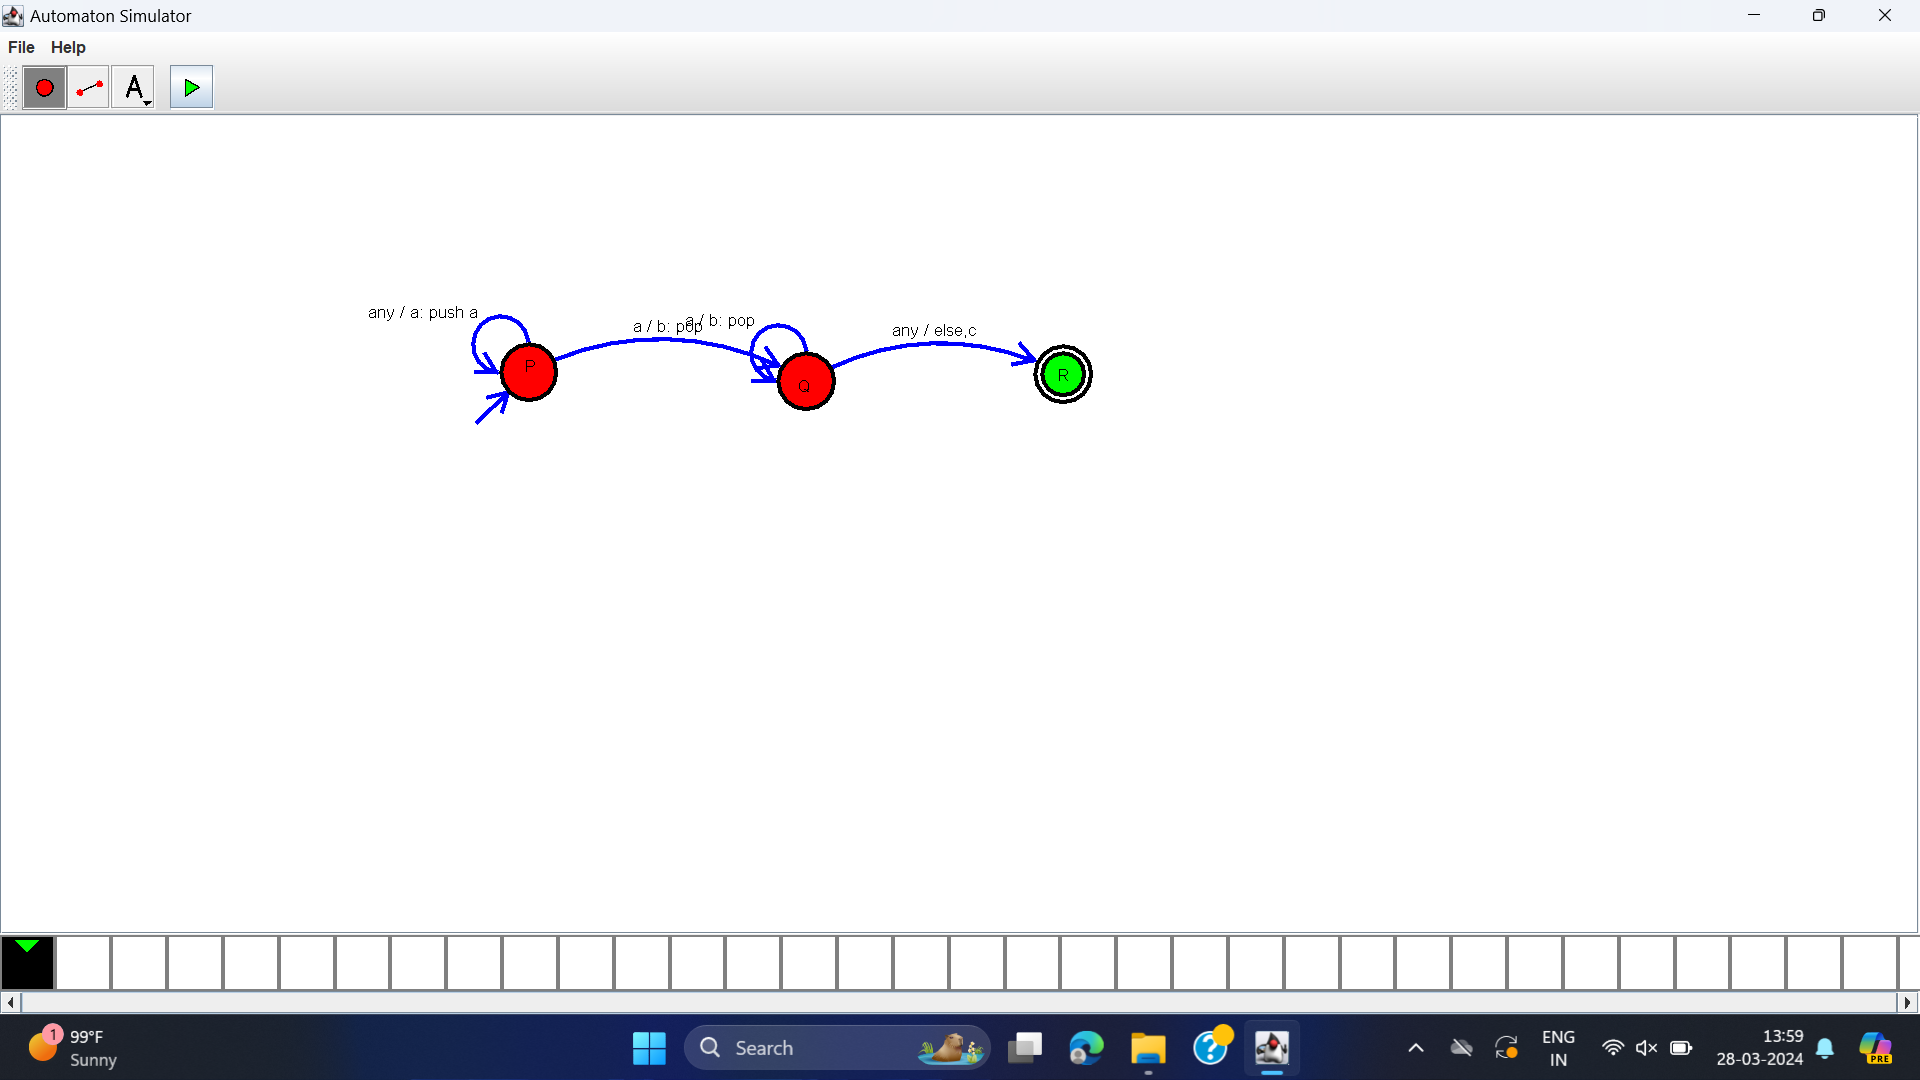 Automaton Simulator
File Help
A
any / a: push a
a / b: pop
a / b: pop
any / else,c
P
Q
R
1
99°F
Sunny
Search
ENG
IN
13:59
28-03-2024
PRE